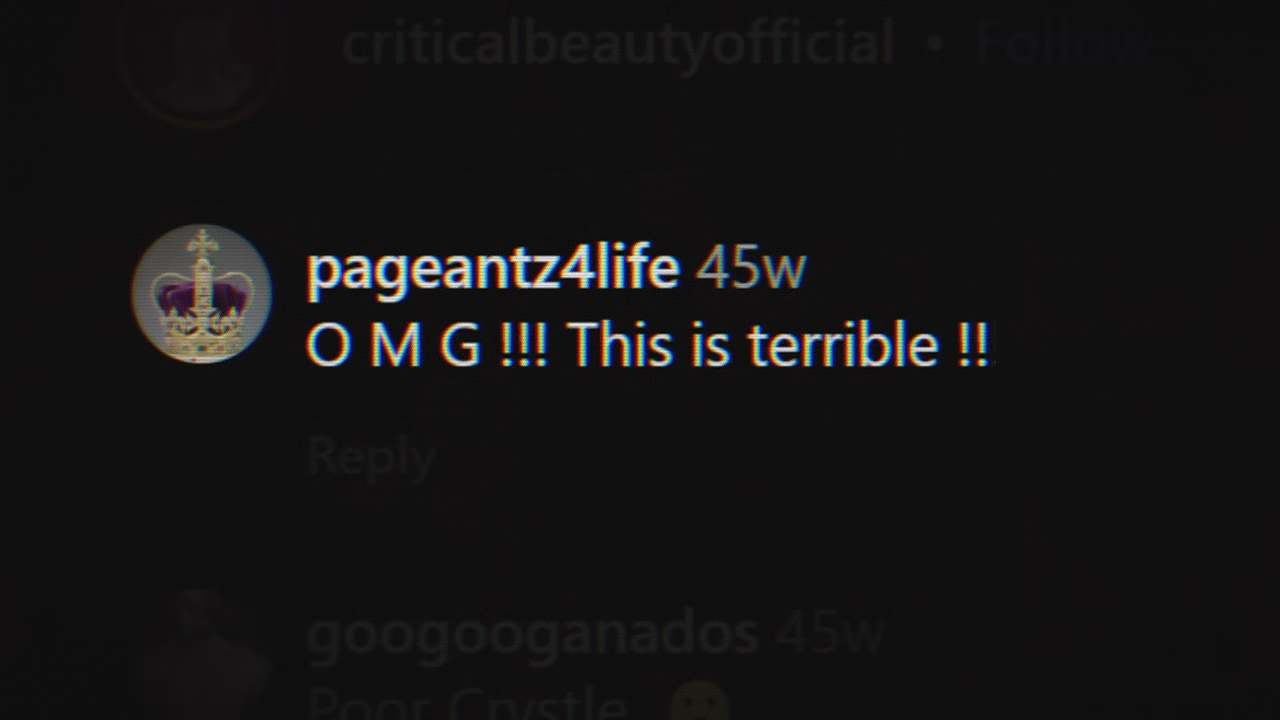 criticalbeautyofficial • Follow
pageantz4life 45w
O M G !!! This is terrible !!
Reply
googooganados 45w
Poor Crystle